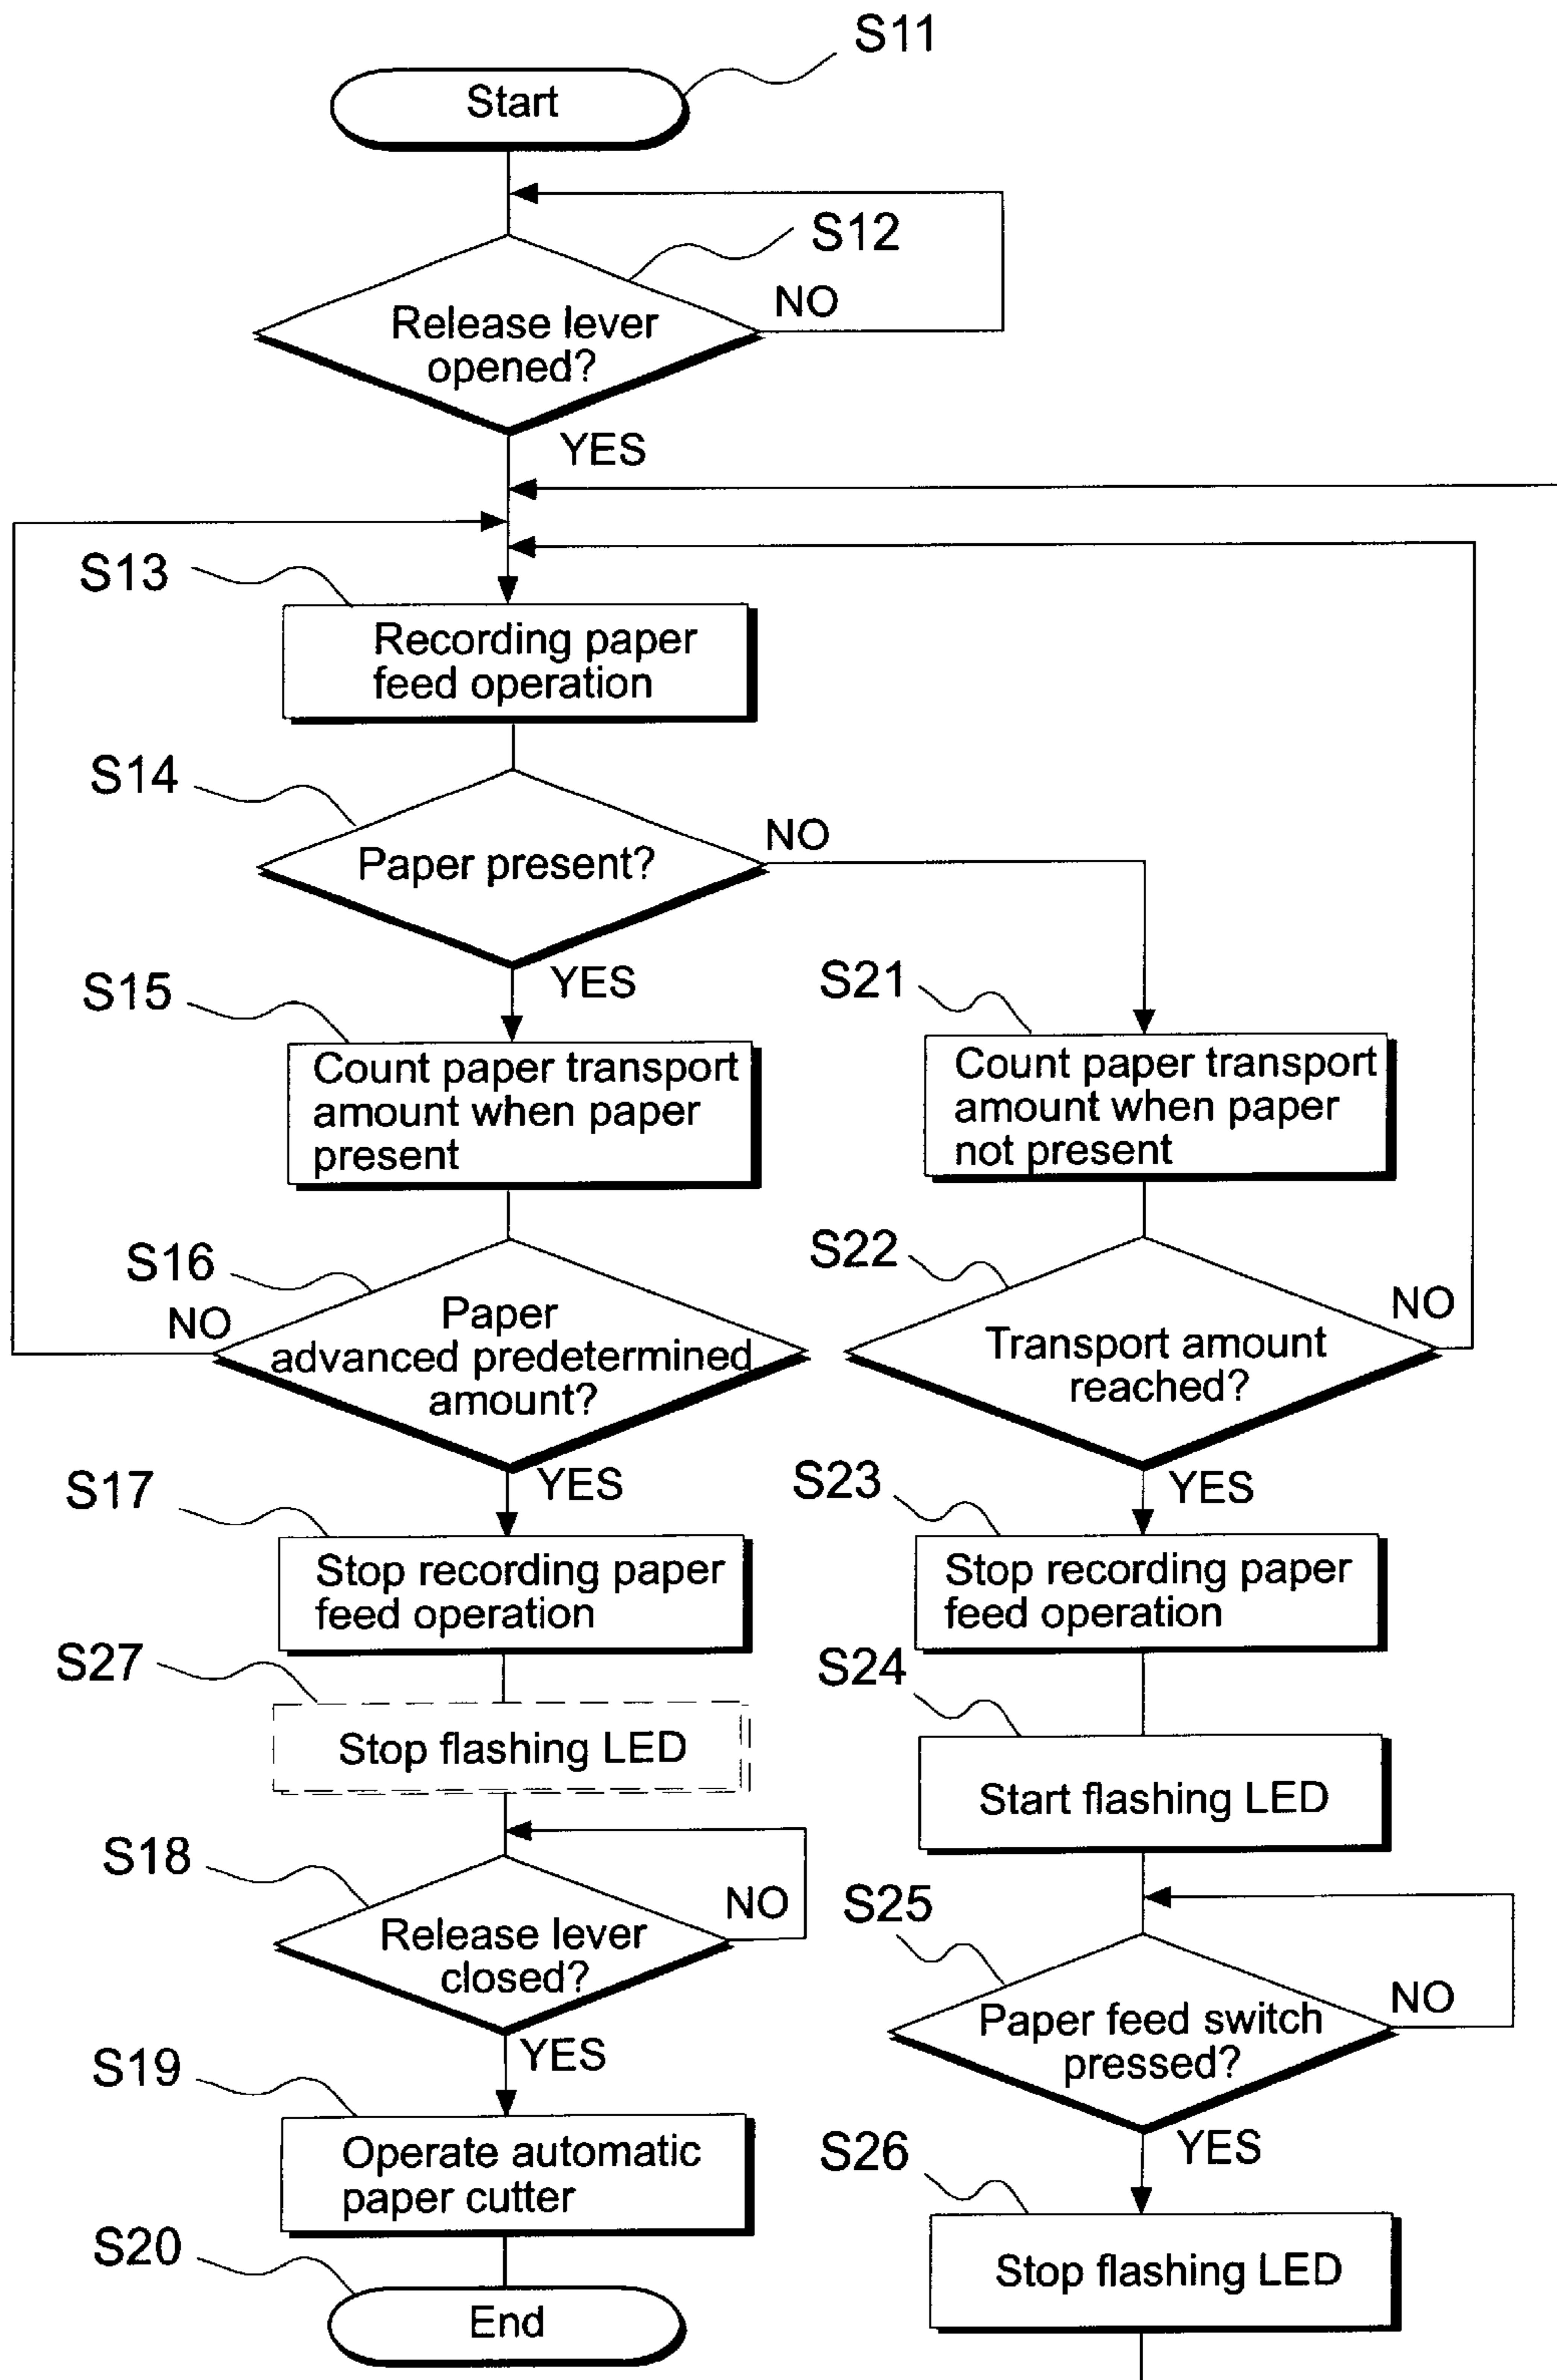 S11
Start
S12
Release lever
opened?
NO
YES
S13
Recording paper
feed operation
S14
Paper present?
NO
YES
S15
Count paper transport
amount when paper
present
S21
Count paper transport
amount when paper
not present
S16
Paper
advanced predetermined
amount?
NO
YES
S22
Transport amount
reached?
NO
YES
S17
Stop recording paper
feed operation
S23
Stop recording paper
feed operation
S27
Stop flashing LED
S24
Start flashing LED
S18
Release lever
closed?
NO
YES
S25
Paper feed switch
pressed?
NO
YES
S19
Operate automatic
paper cutter
S26
Stop flashing LED
S20
End